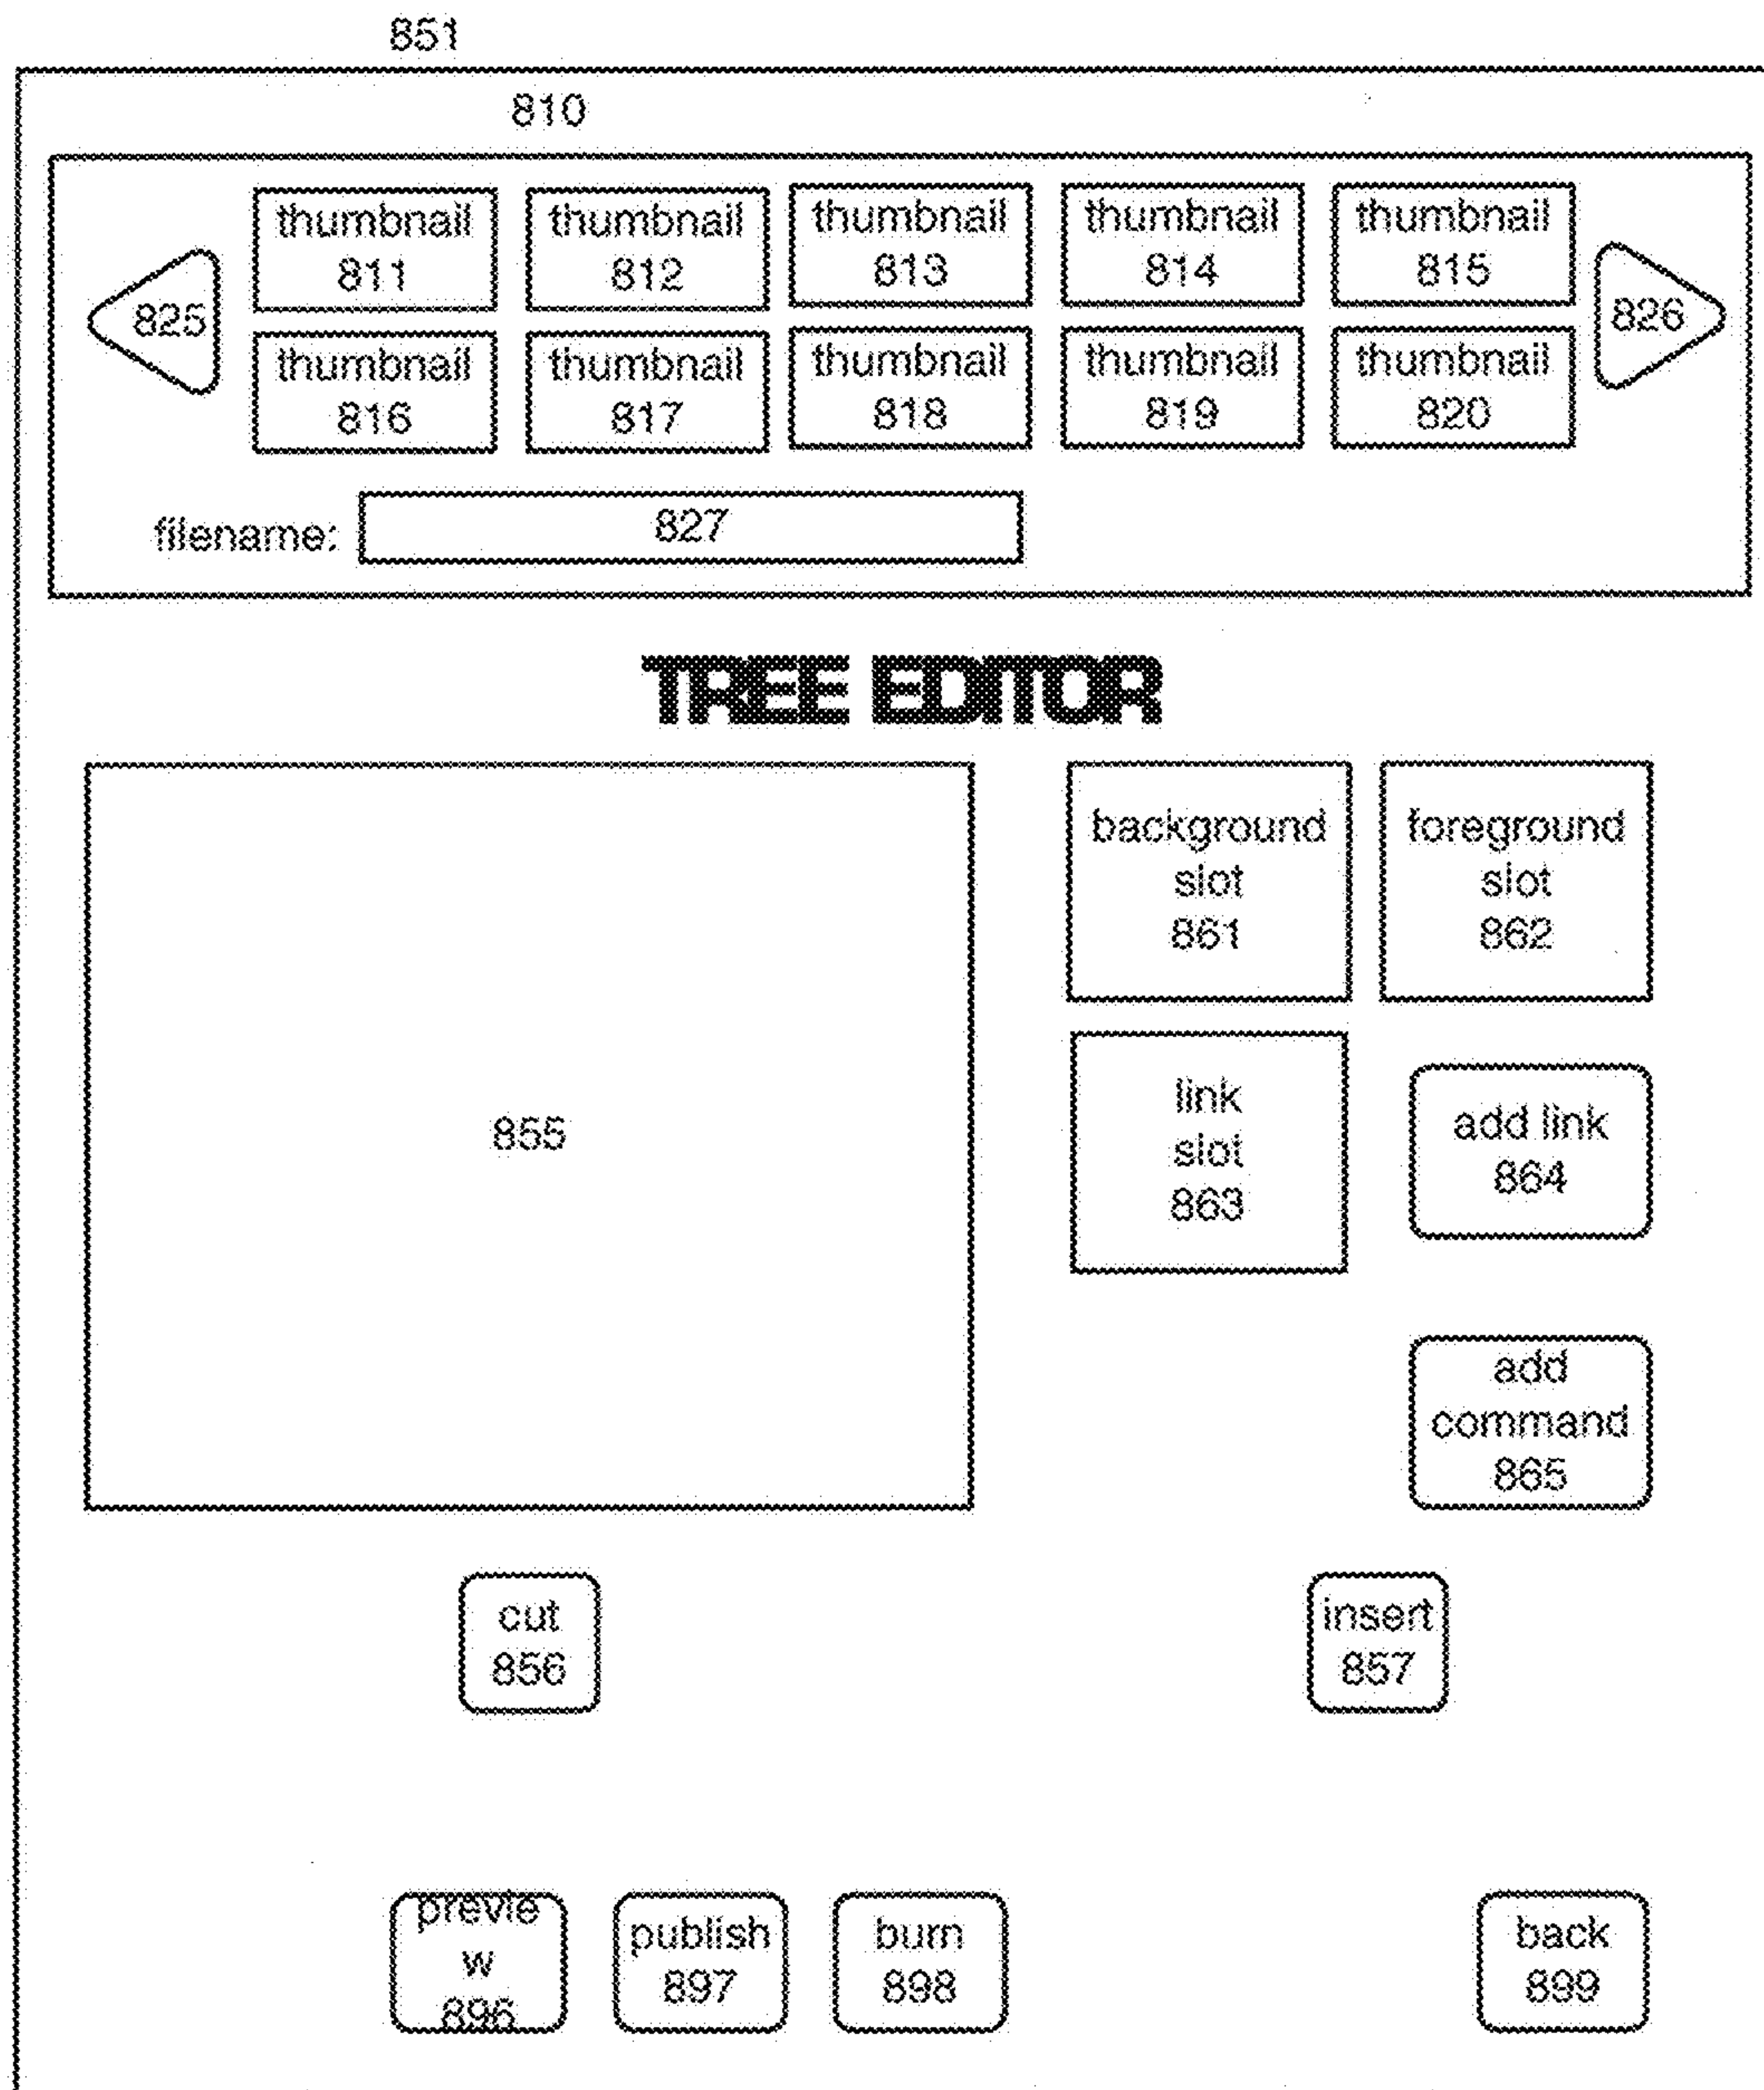 851
810
thumbnail
811
thumbnail
812
thumbnail
813
thumbnail
814
thumbnail
815
825
826
thumbnail
816
thumbnail
817
thumbnail
818
thumbnail
819
thumbnail
820
filename:
827
TREE EDITOR
855
background
slot
861
foreground
slot
862
link
slot
863
add link
864
add
command
865
cut
856
insert
857
previe
w
896
publish
897
burn
898
back
899